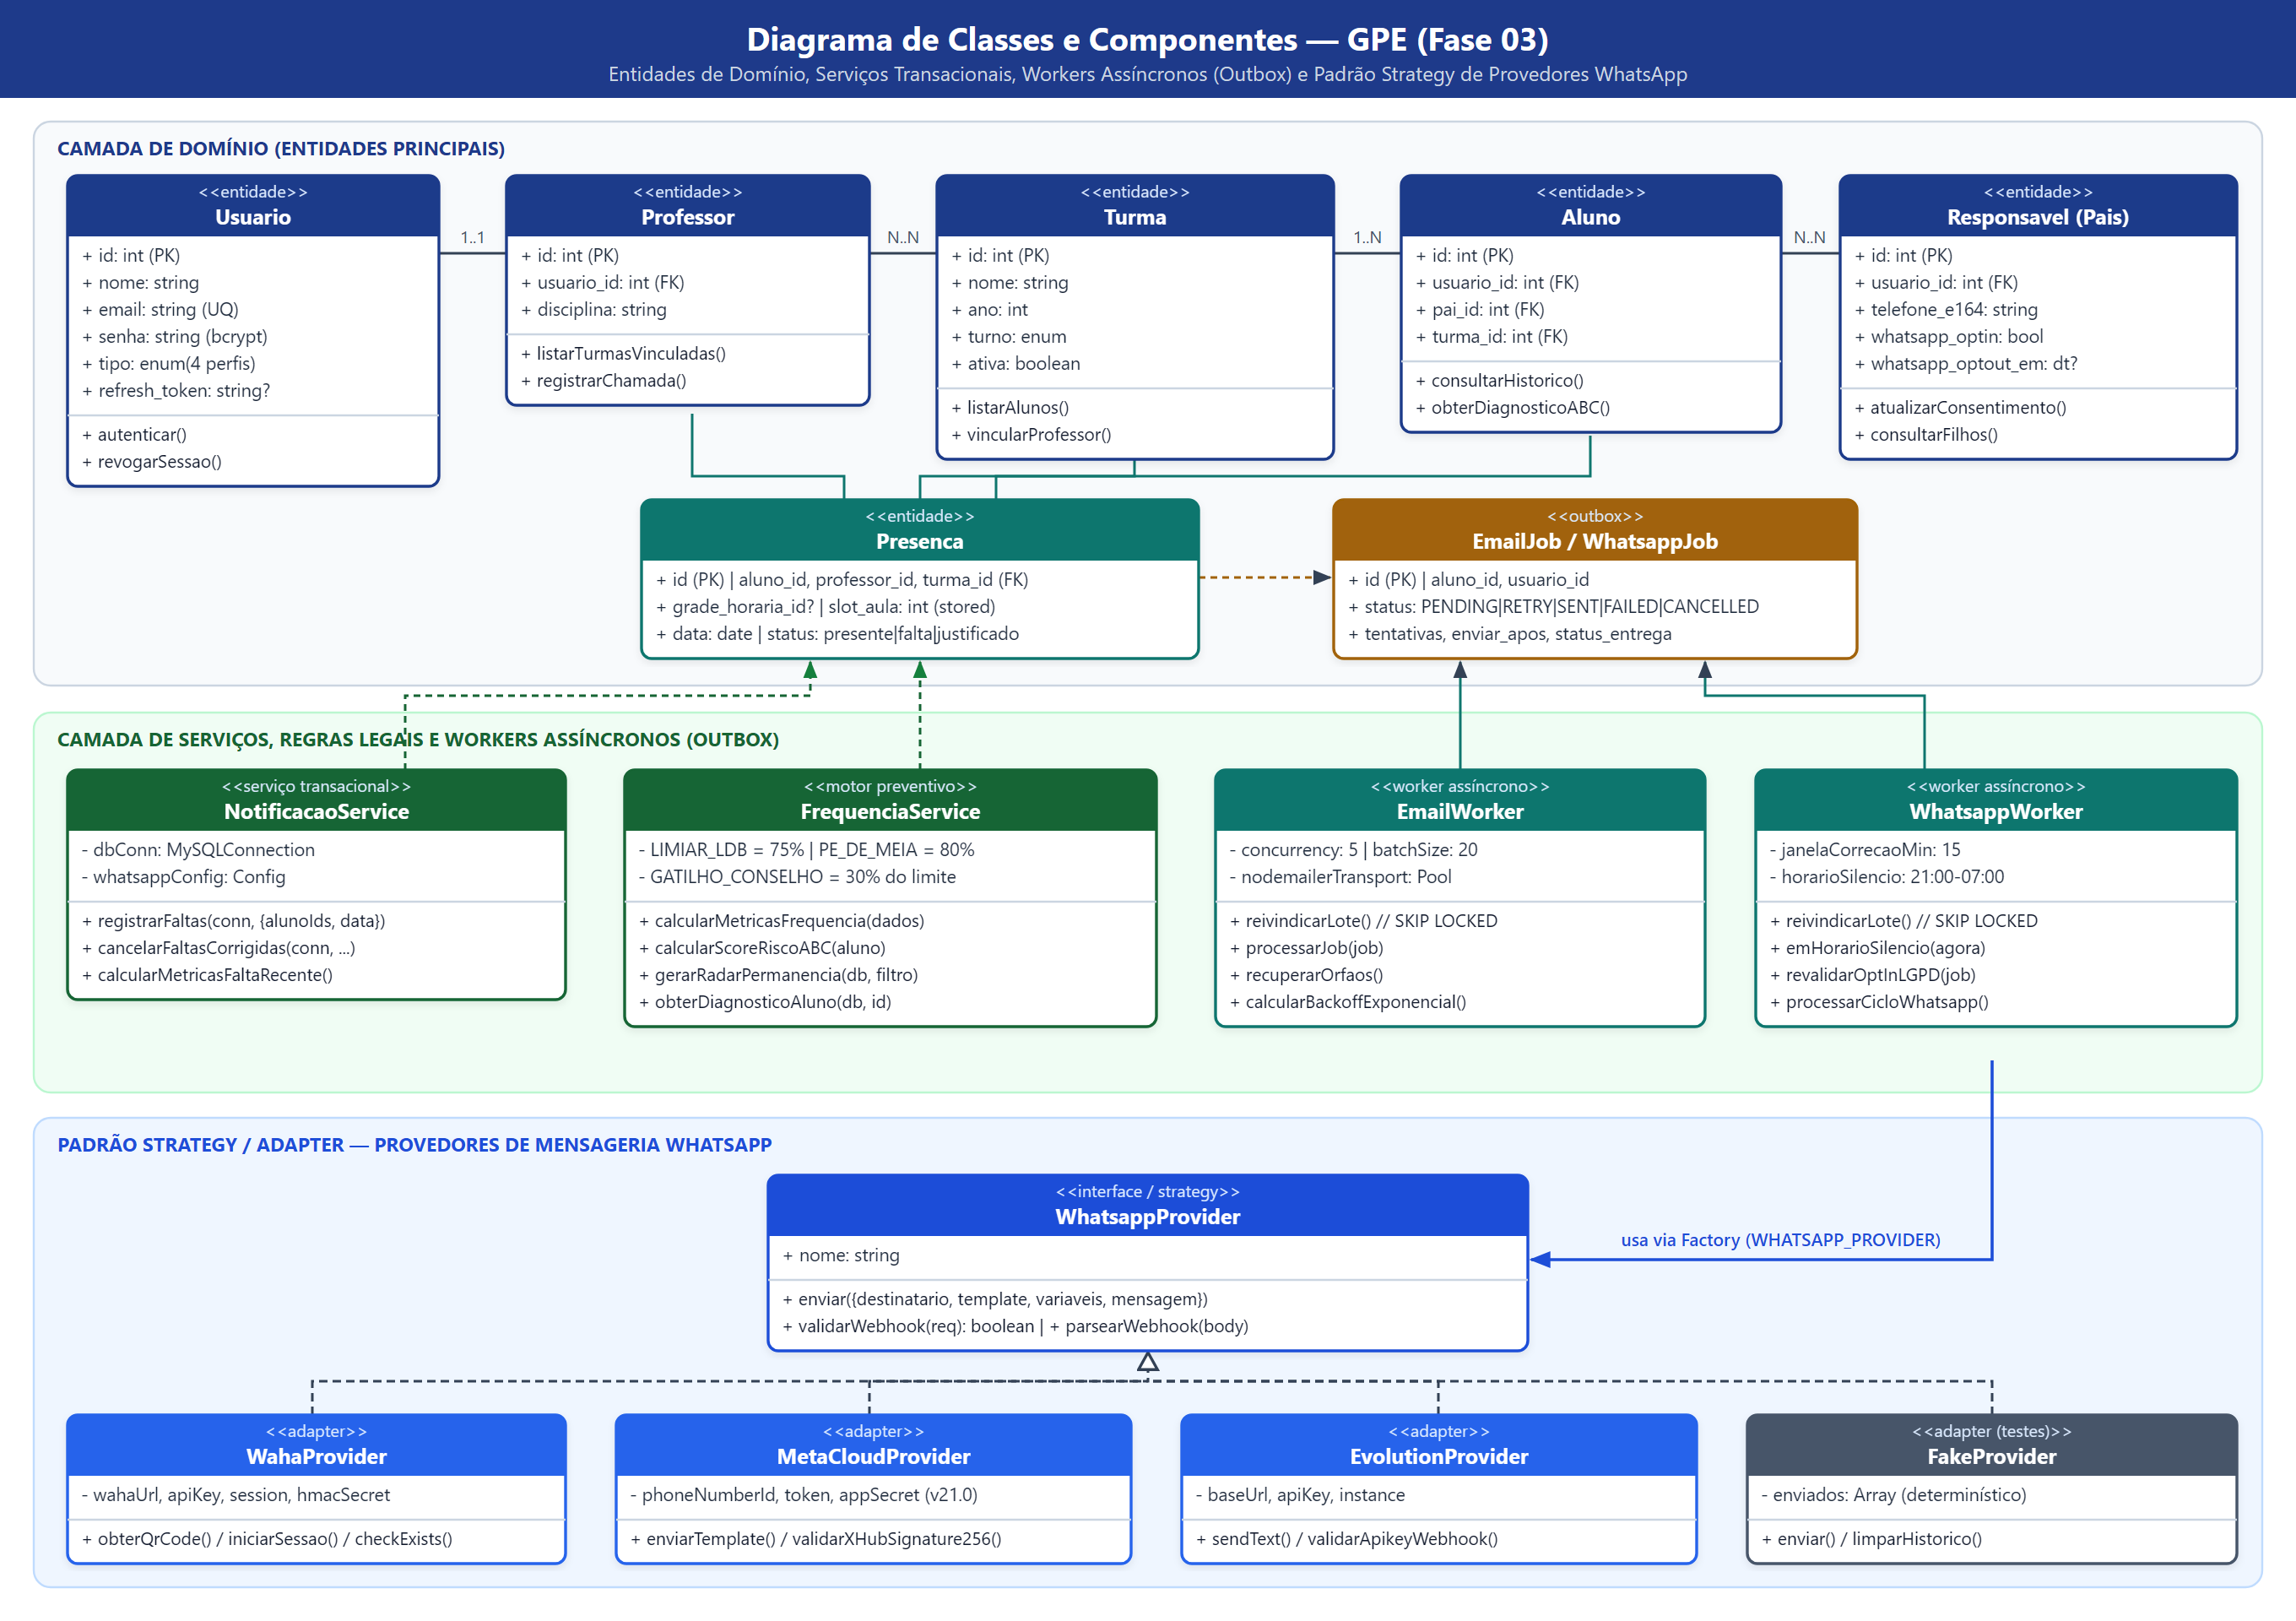 Diagrama de Classes e Componentes — GPE (Fase 03)
Entidades de Domínio, Serviços Transacionais, Workers Assíncronos (Outbox) e Padrão Strategy de Provedores WhatsApp
CAMADA DE DOMÍNIO (ENTIDADES PRINCIPAIS)
<<entidade>>
Usuario
+ id: int (PK)
+ nome: string
+ email: string (UQ)
+ senha: string (bcrypt)
+ tipo: enum(4 perfis)
+ refresh_token: string?
+ autenticar()
+ revogarSessao()
1..1
<<entidade>>
Professor
+ id: int (PK)
+ usuario_id: int (FK)
+ disciplina: string
+ listarTurmasVinculadas()
+ registrarChamada()
N..N
<<entidade>>
Turma
+ id: int (PK)
+ nome: string
+ ano: int
+ turno: enum
+ ativa: boolean
+ listarAlunos()
+ vincularProfessor()
1..N
<<entidade>>
Aluno
+ id: int (PK)
+ usuario_id: int (FK)
+ pai_id: int (FK)
+ turma_id: int (FK)
+ consultarHistorico()
+ obterDiagnosticoABC()
N..N
<<entidade>>
Responsavel (Pais)
+ id: int (PK)
+ usuario_id: int (FK)
+ telefone_e164: string
+ whatsapp_optin: bool
+ whatsapp_optout_em: dt?
+ atualizarConsentimento()
+ consultarFilhos()
<<entidade>>
Presenca
+ id (PK) | aluno_id, professor_id, turma_id (FK)
+ grade_horaria_id? | slot_aula: int (stored)
+ data: date | status: presente|falta|justificado
<<outbox>>
EmailJob / WhatsappJob
+ id (PK) | aluno_id, usuario_id
+ status: PENDING|RETRY|SENT|FAILED|CANCELLED
+ tentativas, enviar_apos, status_entrega
CAMADA DE SERVIÇOS, REGRAS LEGAIS E WORKERS ASSÍNCRONOS (OUTBOX)
<<serviço transacional>>
NotificacaoService
- dbConn: MySQLConnection
- whatsappConfig: Config
+ registrarFaltas(conn, {alunoIds, data})
+ cancelarFaltasCorrigidas(conn, ...)
+ calcularMetricasFaltaRecente()
<<motor preventivo>>
FrequenciaService
- LIMIAR_LDB = 75% | PE_DE_MEIA = 80%
- GATILHO_CONSELHO = 30% do limite
+ calcularMetricasFrequencia(dados)
+ calcularScoreRiscoABC(aluno)
+ gerarRadarPermanencia(db, filtro)
+ obterDiagnosticoAluno(db, id)
<<worker assíncrono>>
EmailWorker
- concurrency: 5 | batchSize: 20
- nodemailerTransport: Pool
+ reivindicarLote() // SKIP LOCKED
+ processarJob(job)
+ recuperarOrfaos()
+ calcularBackoffExponencial()
<<worker assíncrono>>
WhatsappWorker
- janelaCorrecaoMin: 15
- horarioSilencio: 21:00-07:00
+ reivindicarLote() // SKIP LOCKED
+ emHorarioSilencio(agora)
+ revalidarOptInLGPD(job)
+ processarCicloWhatsapp()
PADRÃO STRATEGY / ADAPTER — PROVEDORES DE MENSAGERIA WHATSAPP
<<interface / strategy>>
WhatsappProvider
+ nome: string
+ enviar({destinatario, template, variaveis, mensagem})
+ validarWebhook(req): boolean | + parsearWebhook(body)
usa via Factory (WHATSAPP_PROVIDER)
<<adapter>>
WahaProvider
- wahaUrl, apiKey, session, hmacSecret
+ obterQrCode() / iniciarSessao() / checkExists()
<<adapter>>
MetaCloudProvider
- phoneNumberId, token, appSecret (v21.0)
+ enviarTemplate() / validarXHubSignature256()
<<adapter>>
EvolutionProvider
- baseUrl, apiKey, instance
+ sendText() / validarApikeyWebhook()
<<adapter (testes)>>
FakeProvider
- enviados: Array (determinístico)
+ enviar() / limparHistorico()